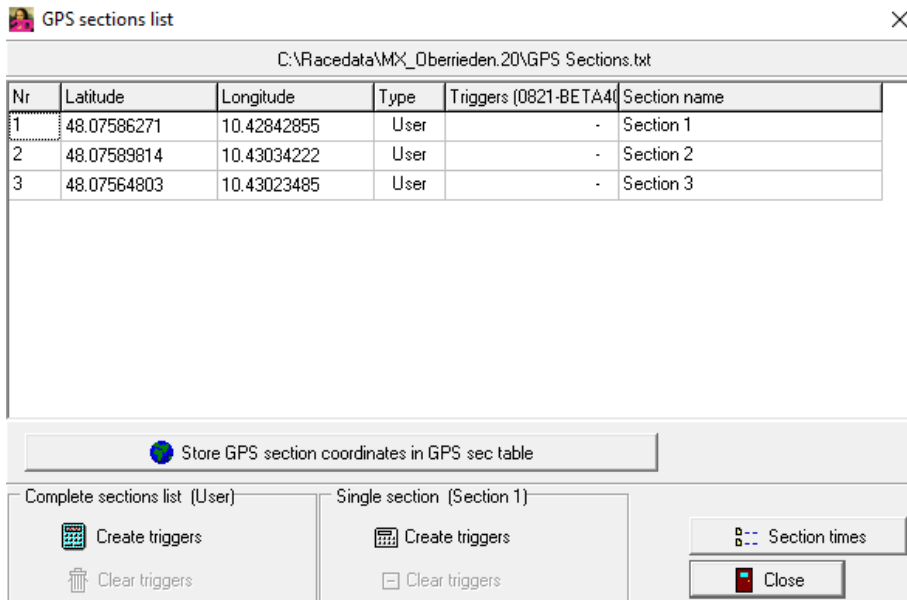 GPS sections list
C:\Racedata\MX_Oberrieden.20\GPS Sections.txt
Nr Latitude Longitude Type Triggers (0821-BETA40 Section name
1 48.07586271 10.42842855 User - Section 1
2 48.07589814 10.43034222 User - Section 2
3 48.07564803 10.43023485 User - Section 3
Store GPS section coordinates in GPS sec table
Complete sections list (User) Single section (Section 1)
Create triggers Create triggers Section times
Clear triggers Clear triggers Close